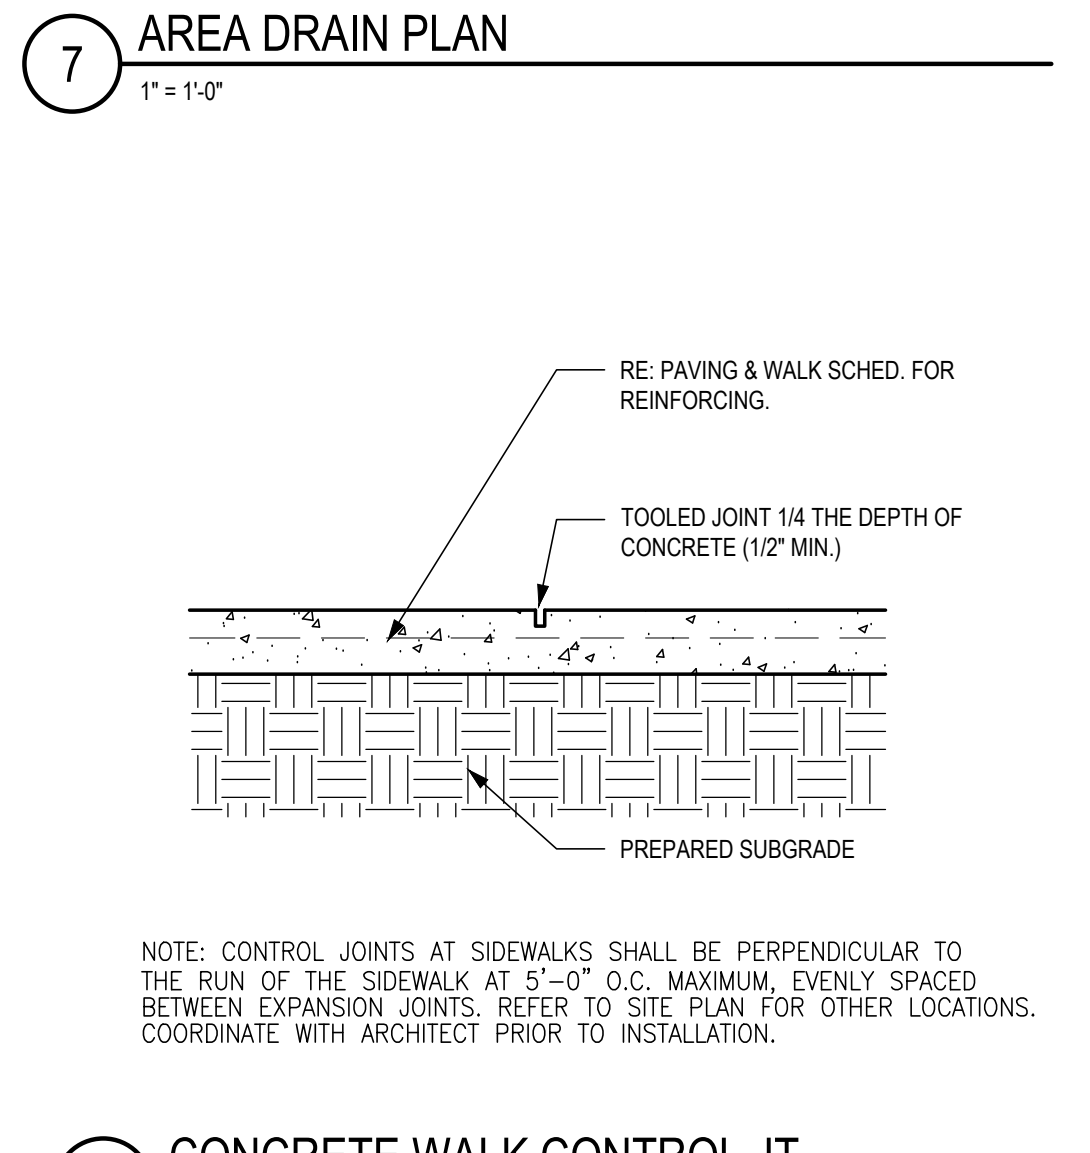 7
AREA DRAIN PLAN
1" = 1'-0"
RE: PAVING & WALK SCHED. FOR
REINFORCING.
TOOLED JOINT 1/4 THE DEPTH OF
CONCRETE (1/2" MIN.)
PREPARED SUBGRADE
NOTE: CONTROL JOINTS AT SIDEWALKS SHALL BE PERPENDICULAR TO
THE RUN OF THE SIDEWALK AT 5'-0" O.C. MAXIMUM, EVENLY SPACED
BETWEEN EXPANSION JOINTS. REFER TO SITE PLAN FOR OTHER LOCATIONS.
COORDINATE WITH ARCHITECT PRIOR TO INSTALLATION.
CONCRETE WALK CONTROL JT